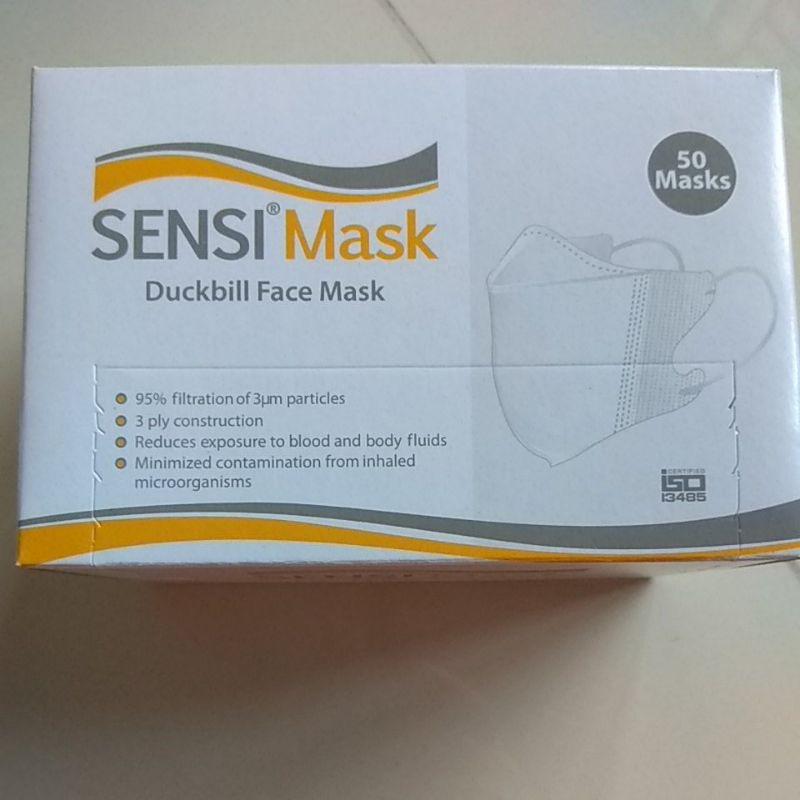 50
Masks
SENSI® Mask
Duckbill Face Mask
95% filtration of 3µm particles
3 ply construction
Reduces exposure to blood and body fluids
Minimized contamination from inhaled
microorganisms
CERTIFIED
ISO
13485